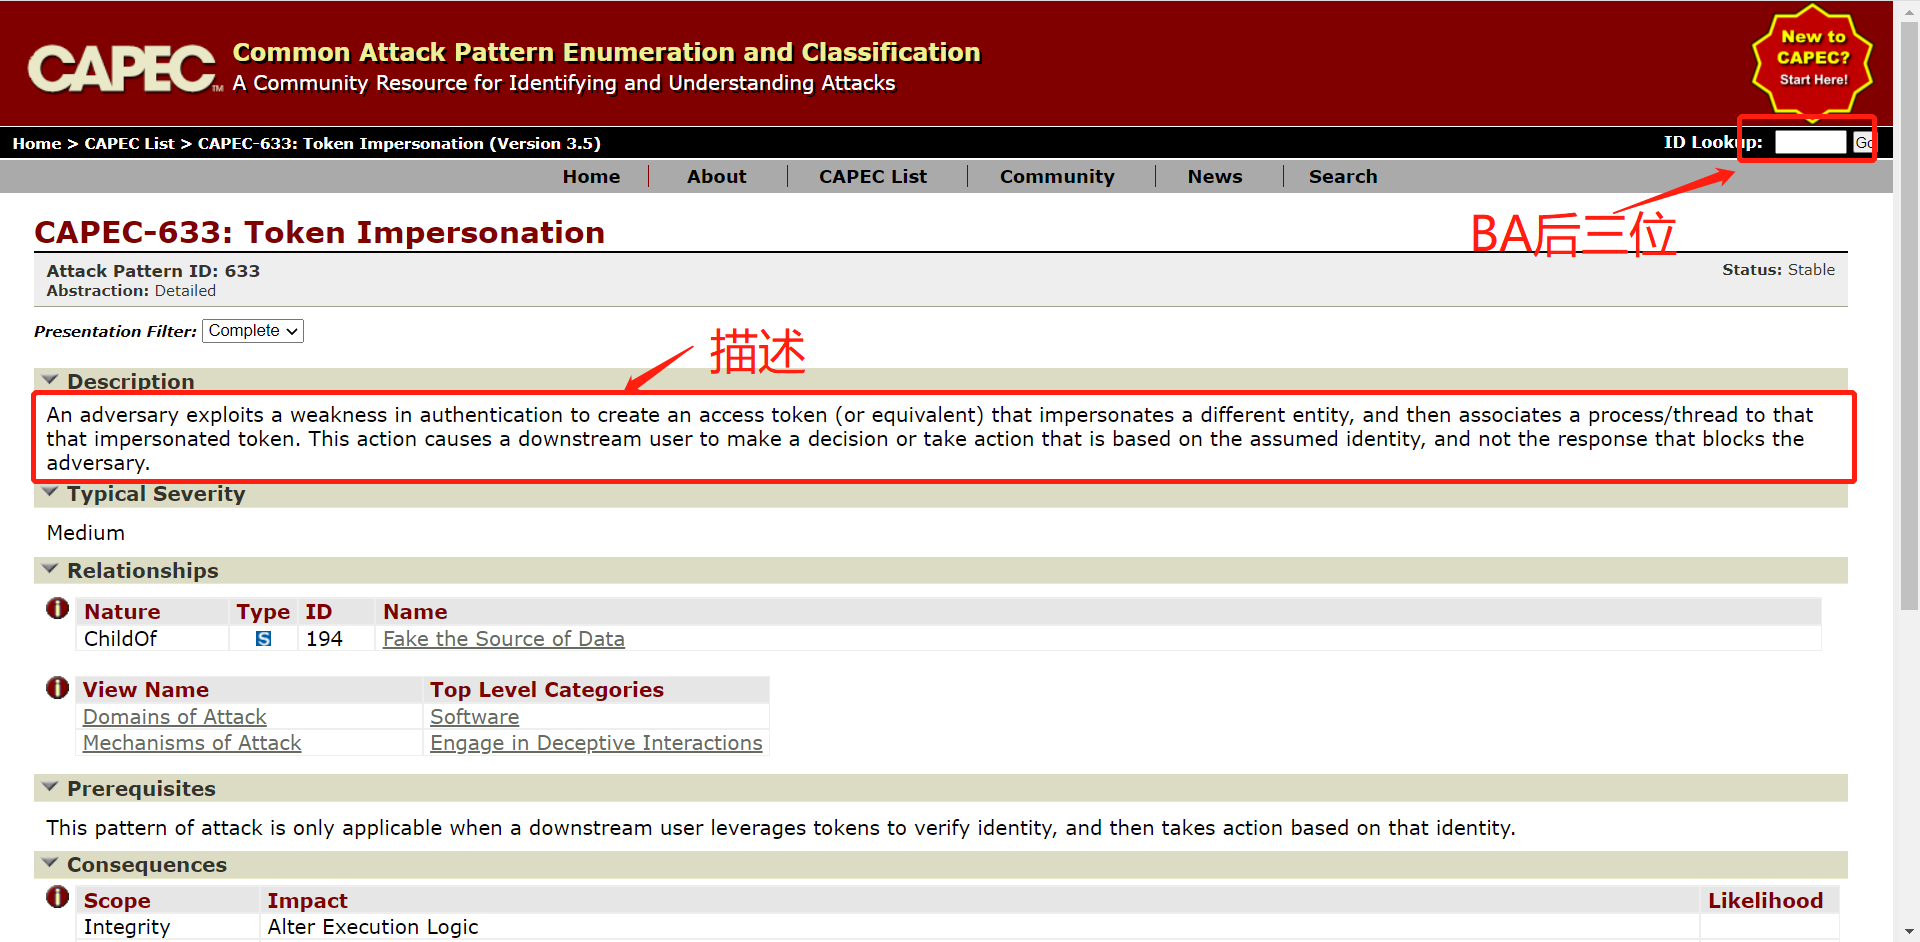 CAPEC™
Common Attack Pattern Enumeration and Classification
A Community Resource for Identifying and Understanding Attacks
New to
CAPEC?
Start Here!
Home > CAPEC List > CAPEC-633: Token Impersonation (Version 3.5)
ID Lookup: Go
Home About CAPEC List Community News Search
BA后三位
CAPEC-633: Token Impersonation
Attack Pattern ID: 633
Abstraction: Detailed
Status: Stable
Presentation Filter: Complete
描述
Description
An adversary exploits a weakness in authentication to create an access token (or equivalent) that impersonates a different entity, and then associates a process/thread to that
that impersonated token. This action causes a downstream user to make a decision or take action that is based on the assumed identity, and not the response that blocks the
adversary.
Typical Severity
Medium
Relationships
Nature Type ID Name
ChildOf S 194 Fake the Source of Data
View Name Top Level Categories
Domains of Attack Software
Mechanisms of Attack Engage in Deceptive Interactions
Prerequisites
This pattern of attack is only applicable when a downstream user leverages tokens to verify identity, and then takes action based on that identity.
Consequences
Scope Impact Likelihood
Integrity Alter Execution Logic